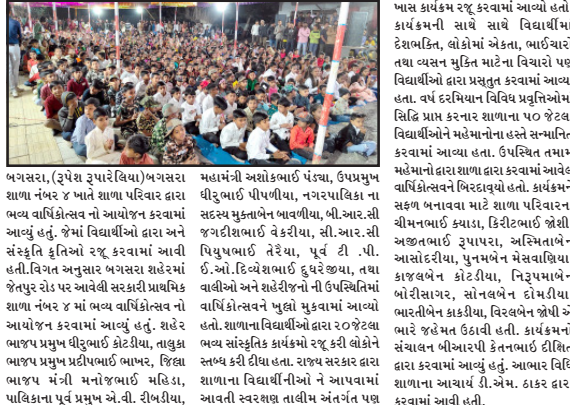 બગસરા,(રૂપેશ રૂપારેલિયા)બગસરા
શાળા નંબર ૪ ખાતે શાળા પરિવાર દ્વારા
ભવ્ય વાર્ષિકોત્સવ નો આયોજન કરવામાં
આવ્યું હતું. જેમાં વિદ્યાર્થીઓ દ્વારા અને
સંસ્કૃતિ કૃતિઓ રજૂ કરવામાં આવી
હતી.વિગત અનુસાર બગસરા શહેરમાં
જેતપુર રોડ પર આવેલી સરકારી પ્રાથમિક
શાળા નંબર ૪ માં ભવ્ય વાર્ષિકોત્સવ નો
આયોજન કરવામાં આવ્યું હતું. શહેર
ભાજપ પ્રમુખ ધીરુભાઈ કોટડીયા, તાલુકા
ભાજપ પ્રમુખ પ્રદીપભાઈ ભાખર, જિલ્લા
ભાજપ મંત્રી મનોજભાઈ મહિડા,
પાલિકાના પૂર્વ પ્રમુખ એ.વી. રીબડીયા,
મહામંત્રી અશોકભાઈ પંડ્યા, ઉપપ્રમુખ
ધીરુભાઈ પીપળીયા, નગરપાલિકા ના
સદસ્ય મુક્તાબેન બાવળીયા, બી.આર.સી
જગદીશભાઈ વેકરીયા, સી.આર.સી
પિયુષભાઈ તેરૈયા, પૂર્વ ટી .પી.
ઈ.ઓ.દિવ્યેશભાઈ દુધરેજીયા, તથા
વાલીઓ અને શહેરીજનો ની ઉપસ્થિતિમાં
વાર્ષિકોત્સવને ખુલ્લો મુકવામાં આવ્યો
હતો. શાળાના વિદ્યાર્થીઓ દ્વારા ૨૦ જેટલા
ભવ્ય સાંસ્કૃતિક કાર્યક્રમો રજૂ કરી લોકોને
સ્તબ્ધ કરી દીધા હતા. રાજ્ય સરકાર દ્વારા
શાળાના વિદ્યાર્થીનીઓ ને આપવામાં
આવતી સ્વરક્ષણ તાલીમ અંતર્ગત પણ
ખાસ કાર્યક્રમ રજૂ કરવામાં આવ્યો હતો.
કાર્યક્રમની સાથે સાથે વિદ્યાર્થીમાં
દેશભક્તિ, લોકોમાં એકતા, ભાઈચારો
તથા વ્યસન મુક્તિ માટેના વિચારો પણ
વિદ્યાર્થીઓ દ્વારા પ્રસ્તુત કરવામાં આવ્યા
હતા. વર્ષ દરમિયાન વિવિધ પ્રવૃત્તિઓમાં
સિદ્ધિ પ્રાપ્ત કરનાર શાળાના ૫૦ જેટલા
વિદ્યાર્થીઓને મહેમાનોના હસ્તે સન્માનિત
કરવામાં આવ્યા હતા. ઉપસ્થિત તમામ
મહેમાનો દ્વારા શાળા દ્વારા કરવામાં આવેલ
વાર્ષિકોત્સવને બિરદાવ્યો હતો. કાર્યક્રમને
સફળ બનાવવા માટે શાળા પરિવારના
ચીમનભાઈ ક્યાડા, કિરીટભાઈ જોશી,
અજીતભાઈ રૂપાપરા, અસ્મિતાબેન
આસોદરીયા, પુનમબેન મેસવાણિયા
કાજલબેન કોટડીયા, નિરૂપમાબેન
બોરીસાગર, સોનલબેન દોમડીયા,
ભારતીબેન કાકડીયા, વિરલબેન જોષી એ
ભારે જહેમત ઉઠાવી હતી. કાર્યક્રમનો
સંચાલન બીઆરપી કેતનભાઇ દીક્ષિત
દ્વારા કરવામાં આવ્યું હતું. આભાર વિધિ
શાળાના આચાર્ય ડી.એમ. ઠાકર દ્વારા
કરવામાં આવી હતી.